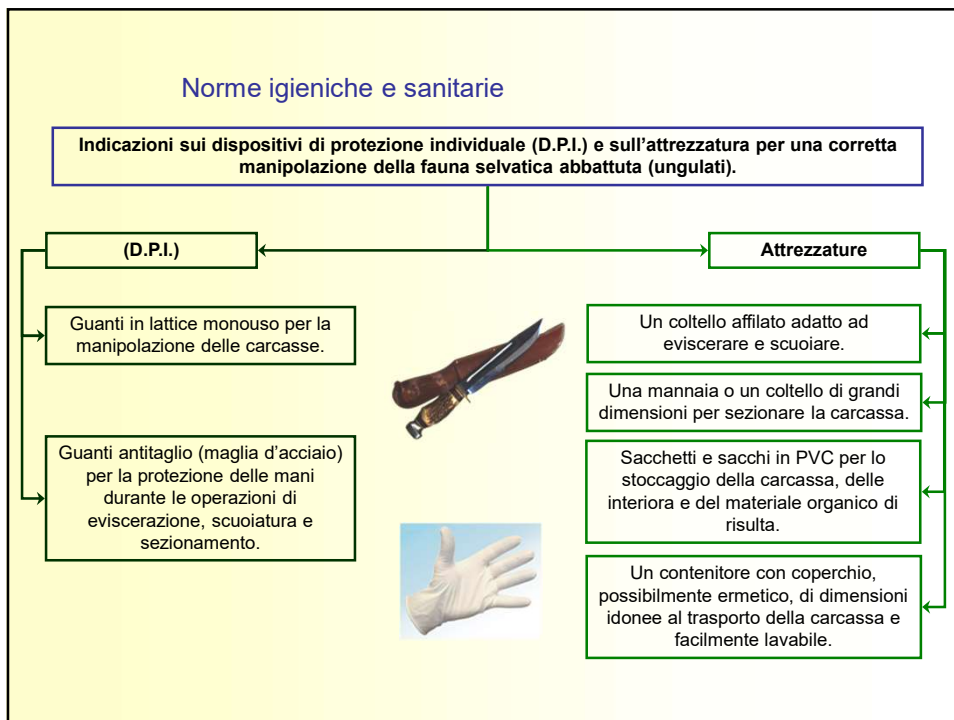 Norme igieniche e sanitarie
Indicazioni sui dispositivi di protezione individuale (D.P.I.) e sull'attrezzatura per una corretta
manipolazione della fauna selvatica abbattuta (ungulati).
(D.P.I.)
Guanti in lattice monouso per la
manipolazione delle carcasse.
Guanti antitaglio (maglia d'acciaio)
per la protezione delle mani
durante le operazioni di
eviscerazione, scuoiatura e
sezionamento.
Attrezzature
Un coltello affilato adatto ad
eviscerare e scuoiare.
Una mannaia o un coltello di grandi
dimensioni per sezionare la carcassa.
Sacchetti e sacchi in PVC per lo
stoccaggio della carcassa, delle
interiora e del materiale organico di
risulta.
Un contenitore con coperchio,
possibilmente ermetico, di dimensioni
idonee al trasporto della carcassa e
facilmente lavabile.